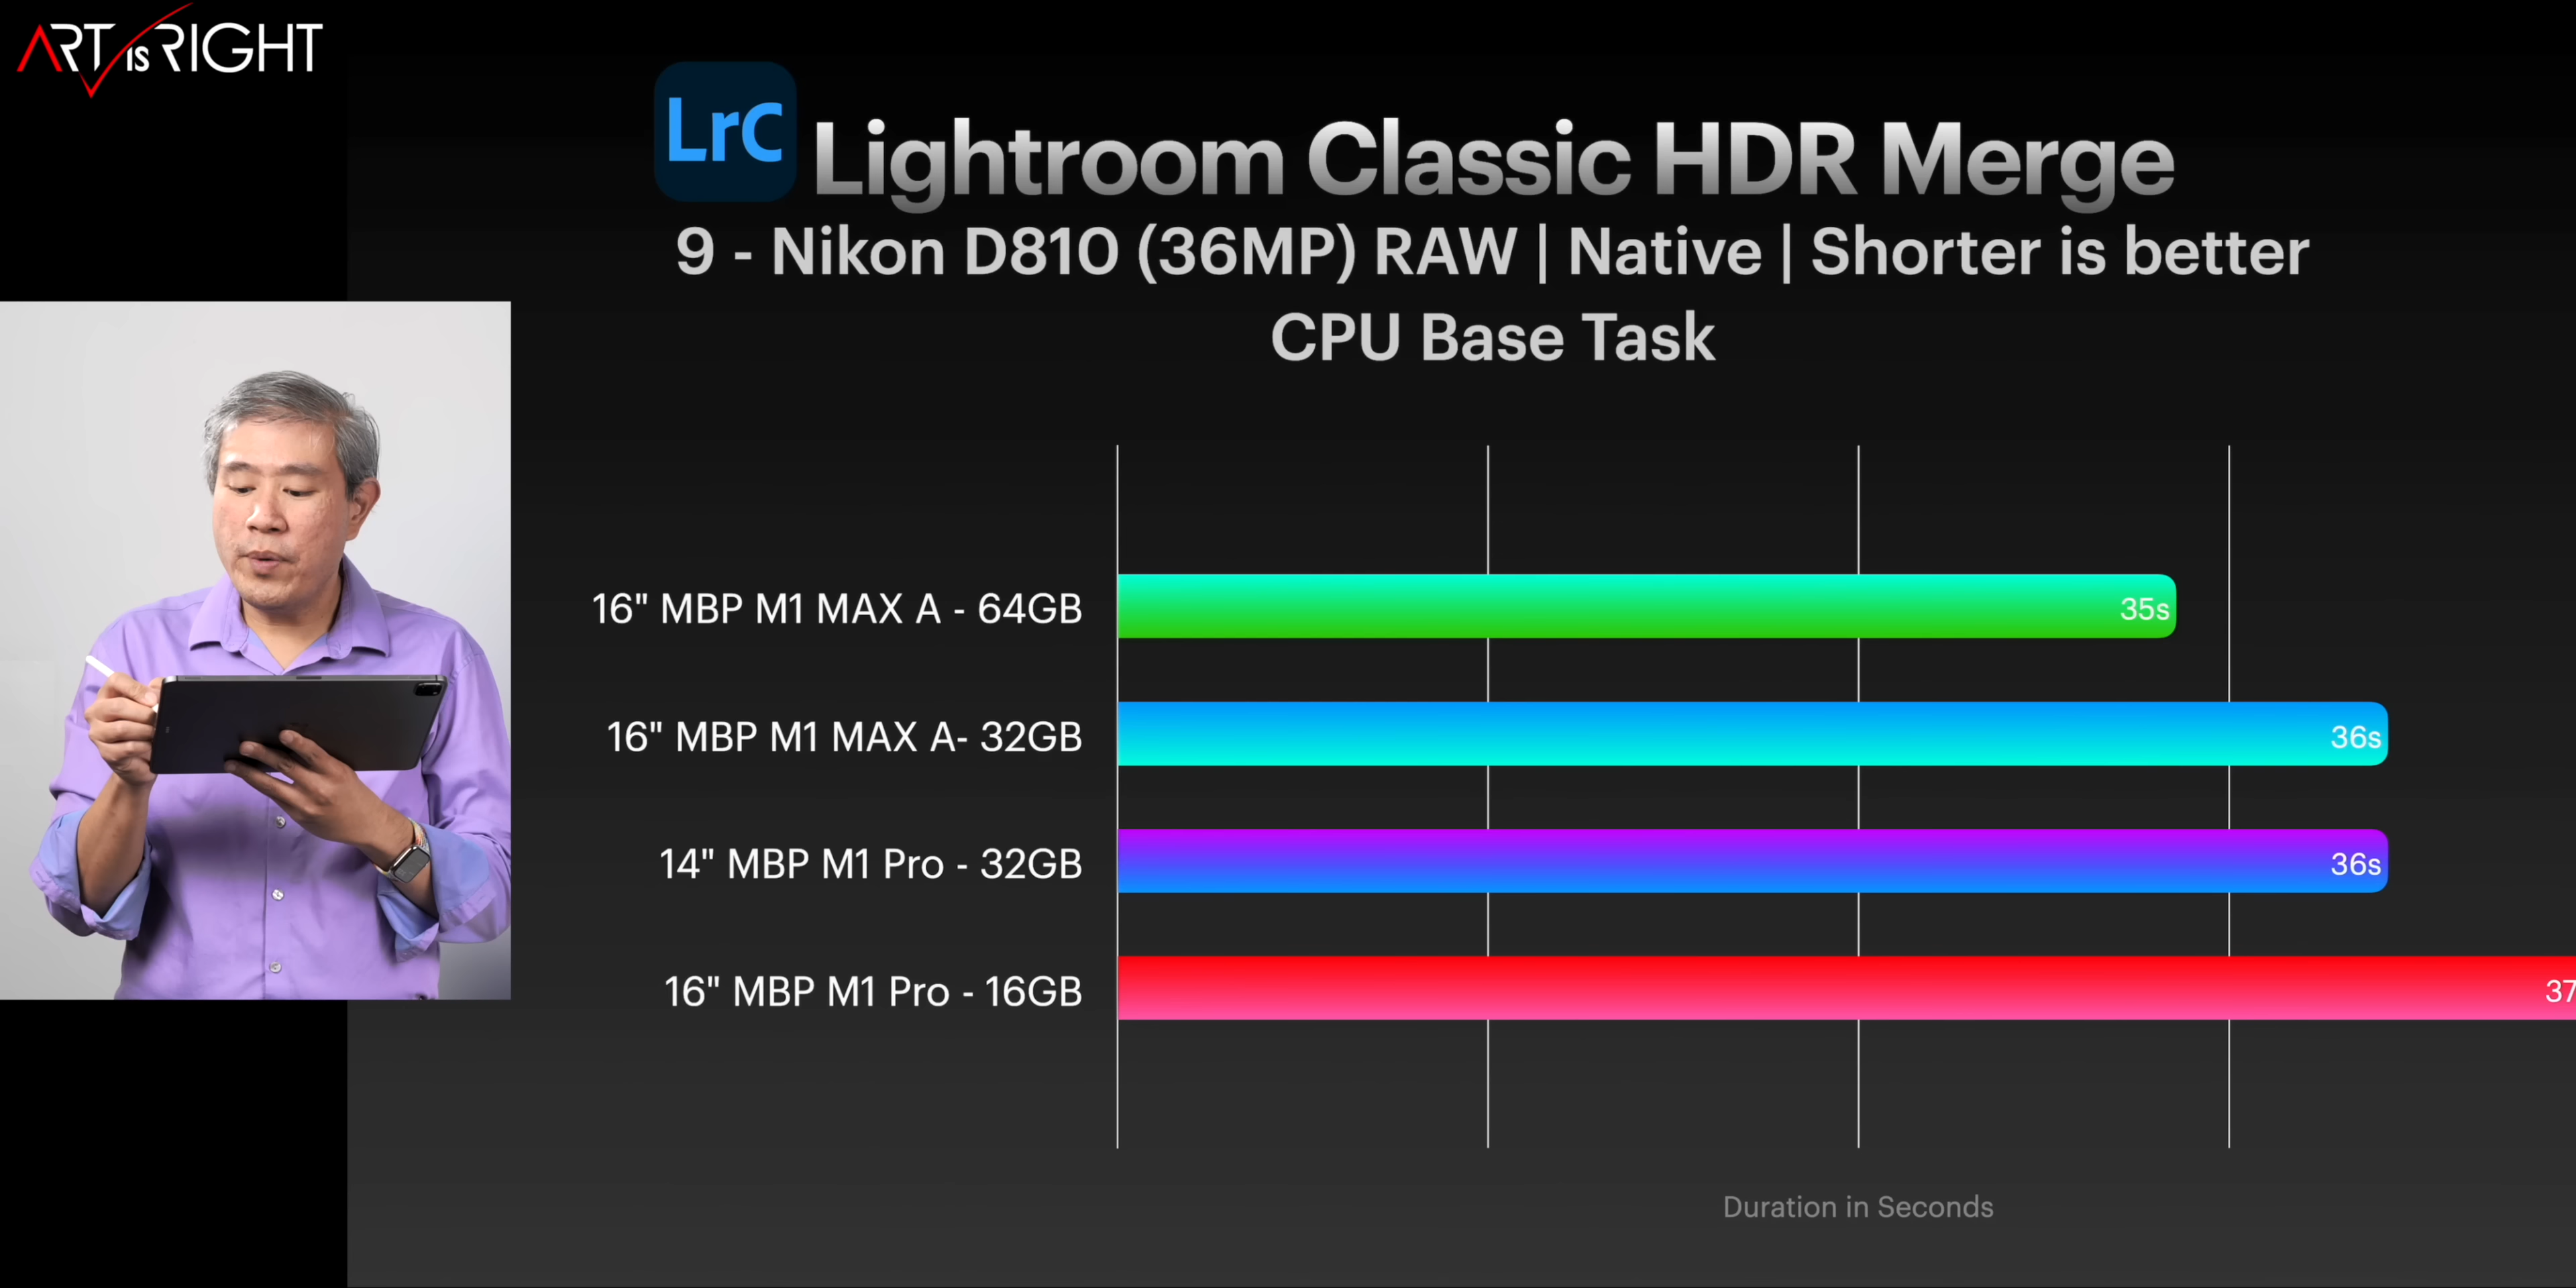 ART IS RIGHT
LrC Lightroom Classic HDR Merge
9 - Nikon D810 (36MP) RAW | Native | Shorter is better
CPU Base Task
16" MBP M1 MAX A - 64GB 35s
16" MBP M1 MAX A- 32GB 36s
14" MBP M1 Pro - 32GB 36s
16" MBP M1 Pro - 16GB 37
Duration in Seconds